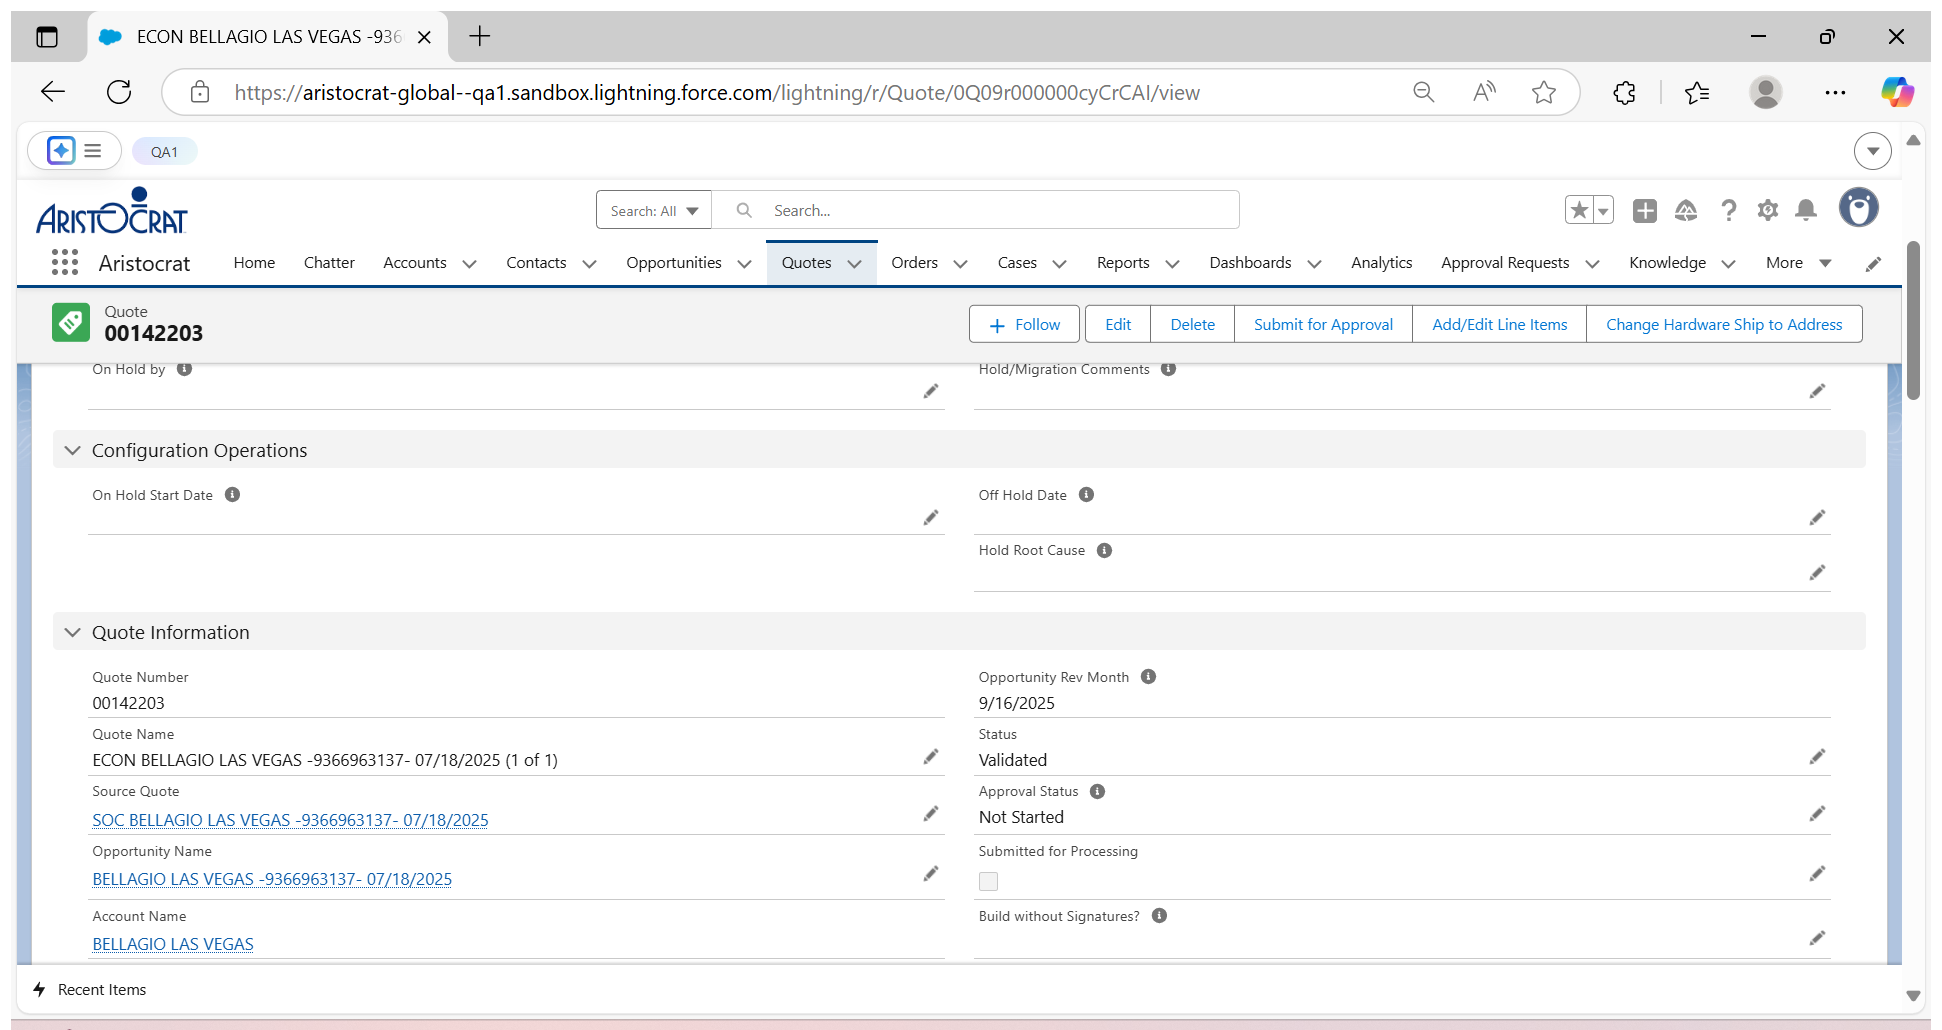 ECON BELLAGIO LAS VEGAS -936
https://aristocrat-global--qa1.sandbox.lightning.force.com/lightning/r/Quote/0Q09r000000cyCrCAI/view
QA1
ARISTOCRAT
Search: All
Search...
Aristocrat
Home
Chatter
Accounts
Contacts
Opportunities
Quotes
Orders
Cases
Reports
Dashboards
Analytics
Approval Requests
Knowledge
More
Quote
00142203
Follow
Edit
Delete
Submit for Approval
Add/Edit Line Items
Change Hardware Ship to Address
On Hold by
Hold/Migration Comments
Configuration Operations
On Hold Start Date
Off Hold Date
Hold Root Cause
Quote Information
Quote Number
00142203
Opportunity Rev Month
9/16/2025
Quote Name
ECON BELLAGIO LAS VEGAS -9366963137- 07/18/2025 (1 of 1)
Status
Validated
Source Quote
SOC BELLAGIO LAS VEGAS -9366963137- 07/18/2025
Approval Status
Not Started
Opportunity Name
BELLAGIO LAS VEGAS -9366963137- 07/18/2025
Submitted for Processing
Account Name
BELLAGIO LAS VEGAS
Build without Signatures?
Recent Items